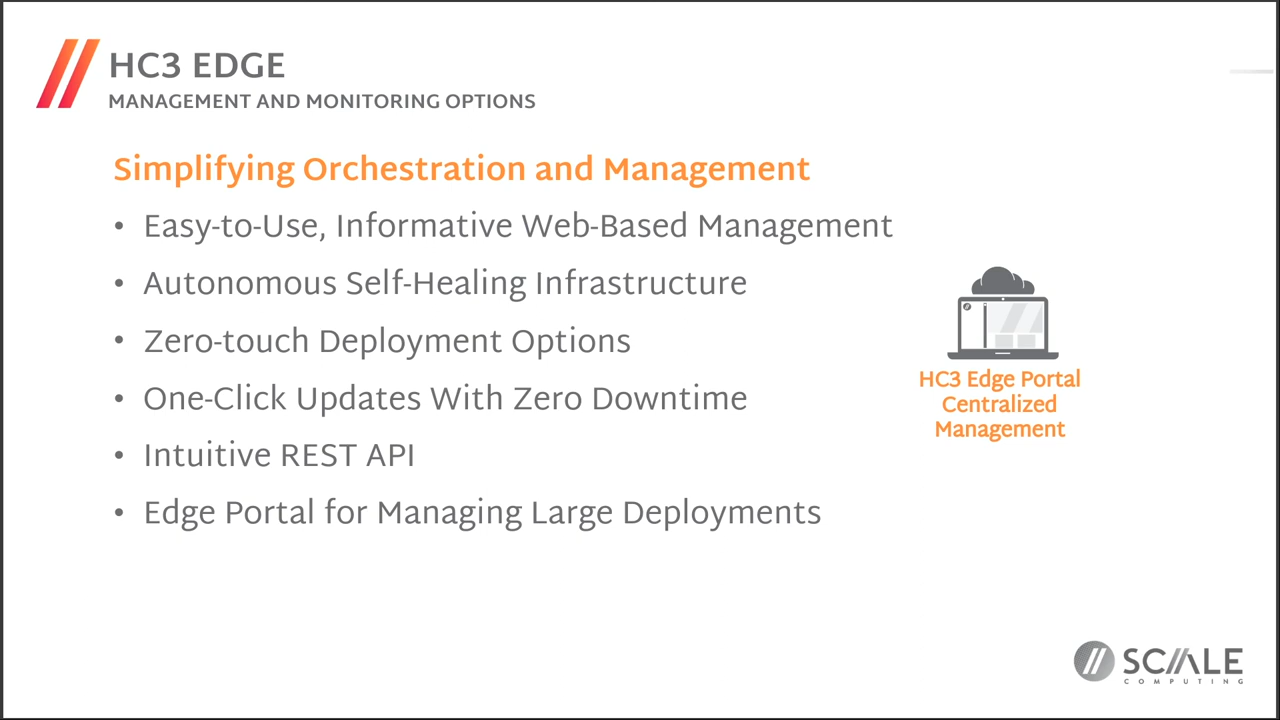 HC3 EDGE
MANAGEMENT AND MONITORING OPTIONS
Simplifying Orchestration and Management
• Easy-to-Use, Informative Web-Based Management
• Autonomous Self-Healing Infrastructure
• Zero-touch Deployment Options
• One-Click Updates With Zero Downtime
• Intuitive REST API
• Edge Portal for Managing Large Deployments
HC3 Edge Portal
Centralized
Management
SCALE
COMPUTING